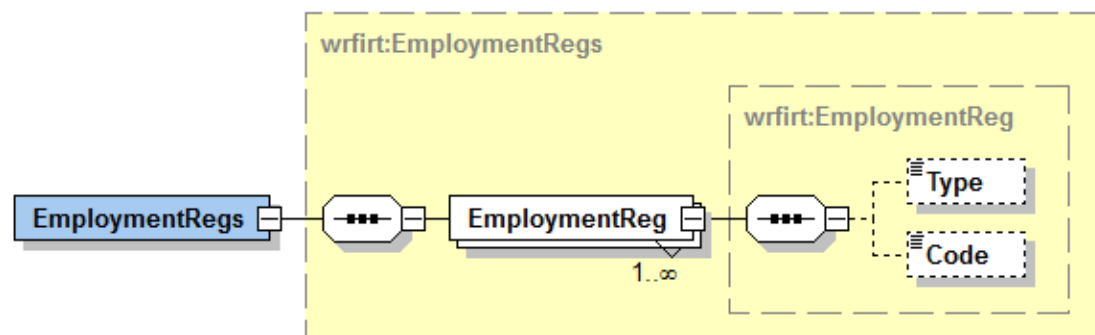 wrfirt:EmploymentRegs
wrfirt:EmploymentReg
Type
EmploymentRegs
EmploymentReg
Code
1..∞